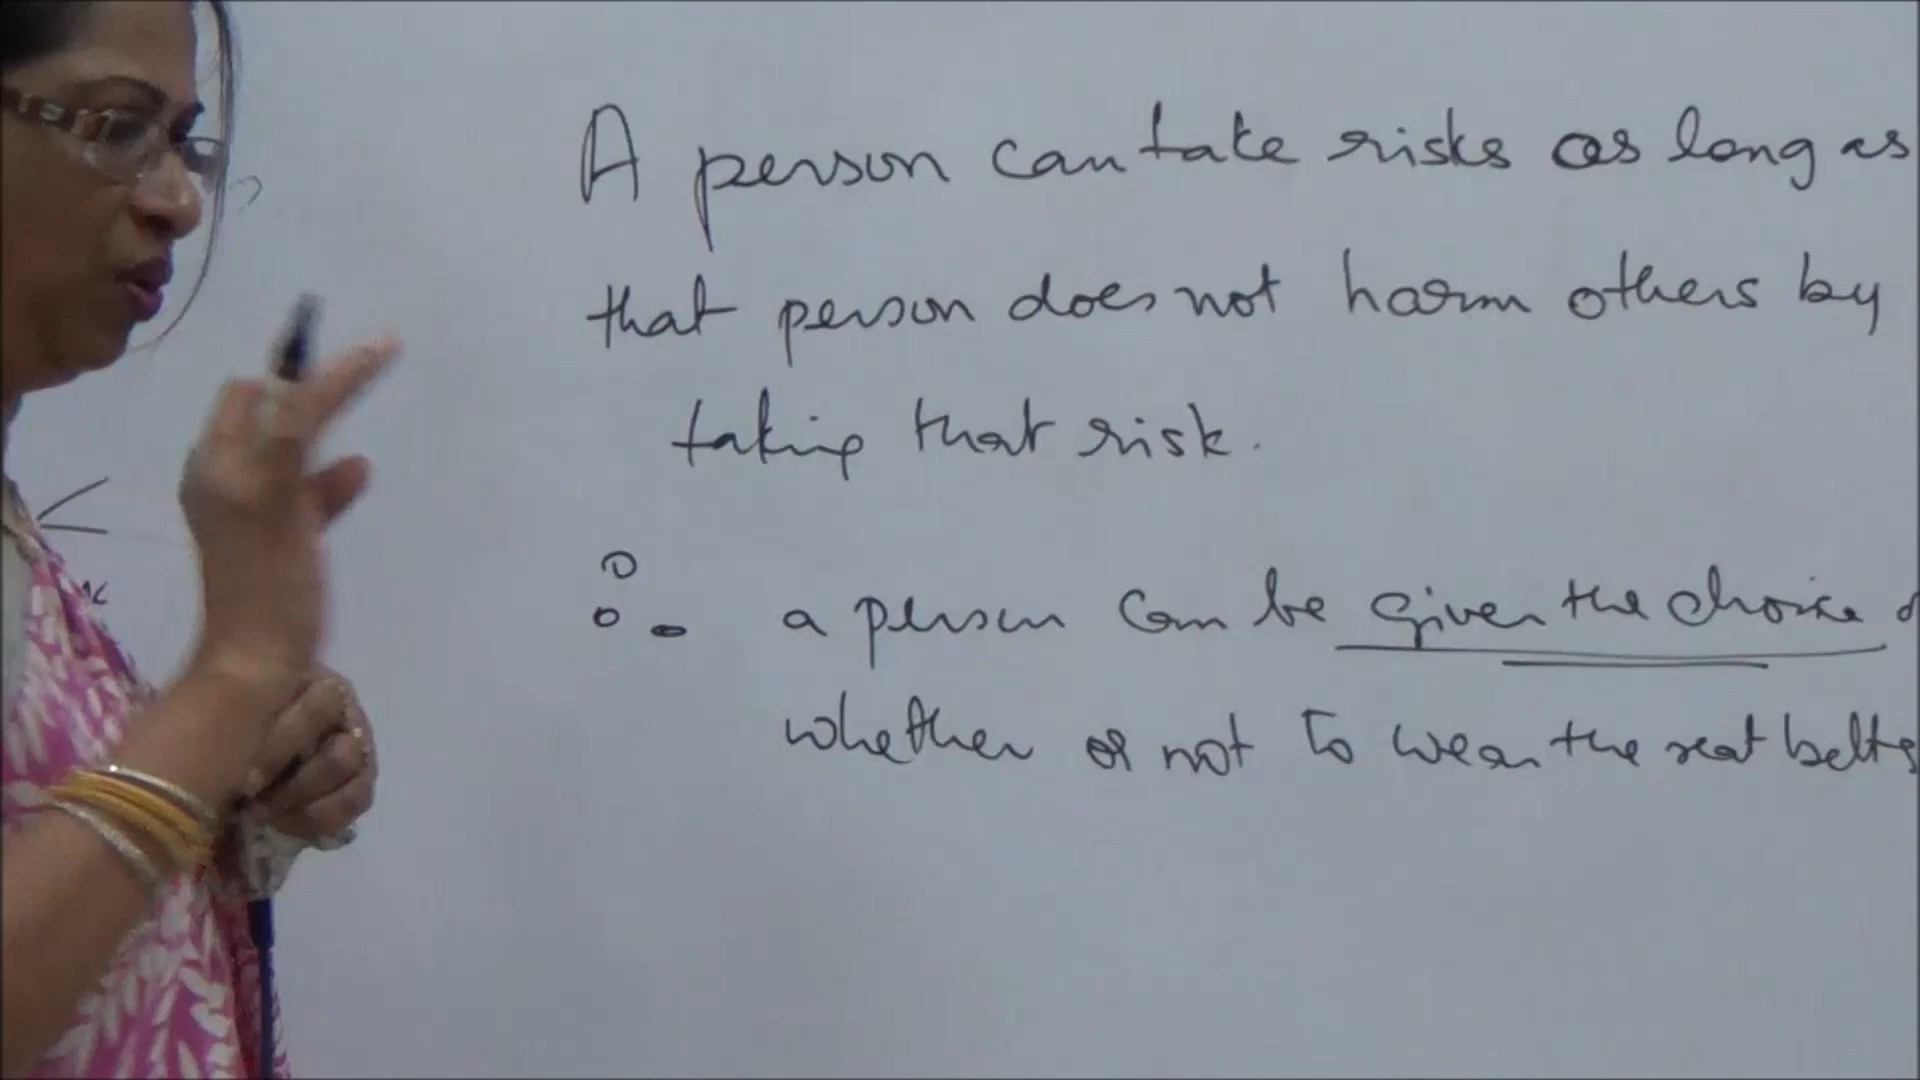 A person can take risks as long as
that person does not harm others by
taking that risk.
a person can be given the choice
whether or not to wear the seat belts